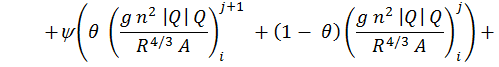 +ψ(θ (g n² |Q| Q / R^{4/3} A)_i^{j+1} + (1 − θ) (g n² |Q| Q / R^{4/3} A)_i^j) +